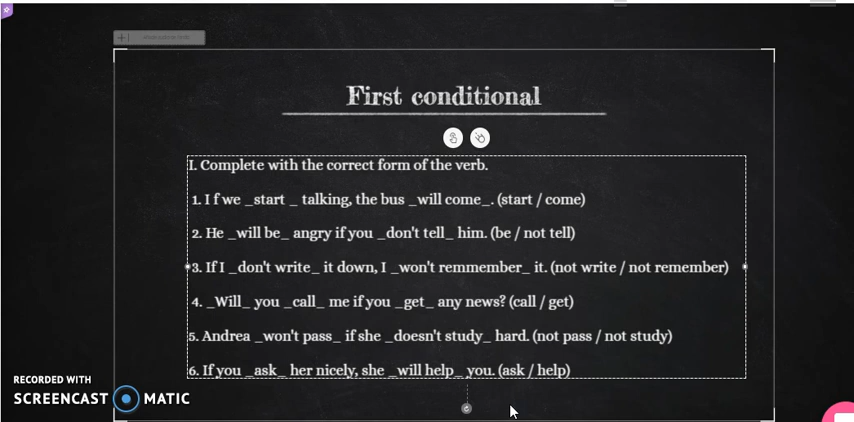 First conditional
I. Complete with the correct form of the verb.
1. I f we _start _ talking, the bus _will come_. (start / come)
2. He _will be_ angry if you _don't tell_ him. (be / not tell)
3. If I _don't write_ it down, I _won't remmember_ it. (not write / not remember)
4. _Will_ you _call_ me if you _get_ any news? (call / get)
5. Andrea _won't pass_ if she _doesn't study_ hard. (not pass / not study)
6. If you _ask_ her nicely, she _will help_ you. (ask / help)
RECORDED WITH
SCREENCAST MATIC